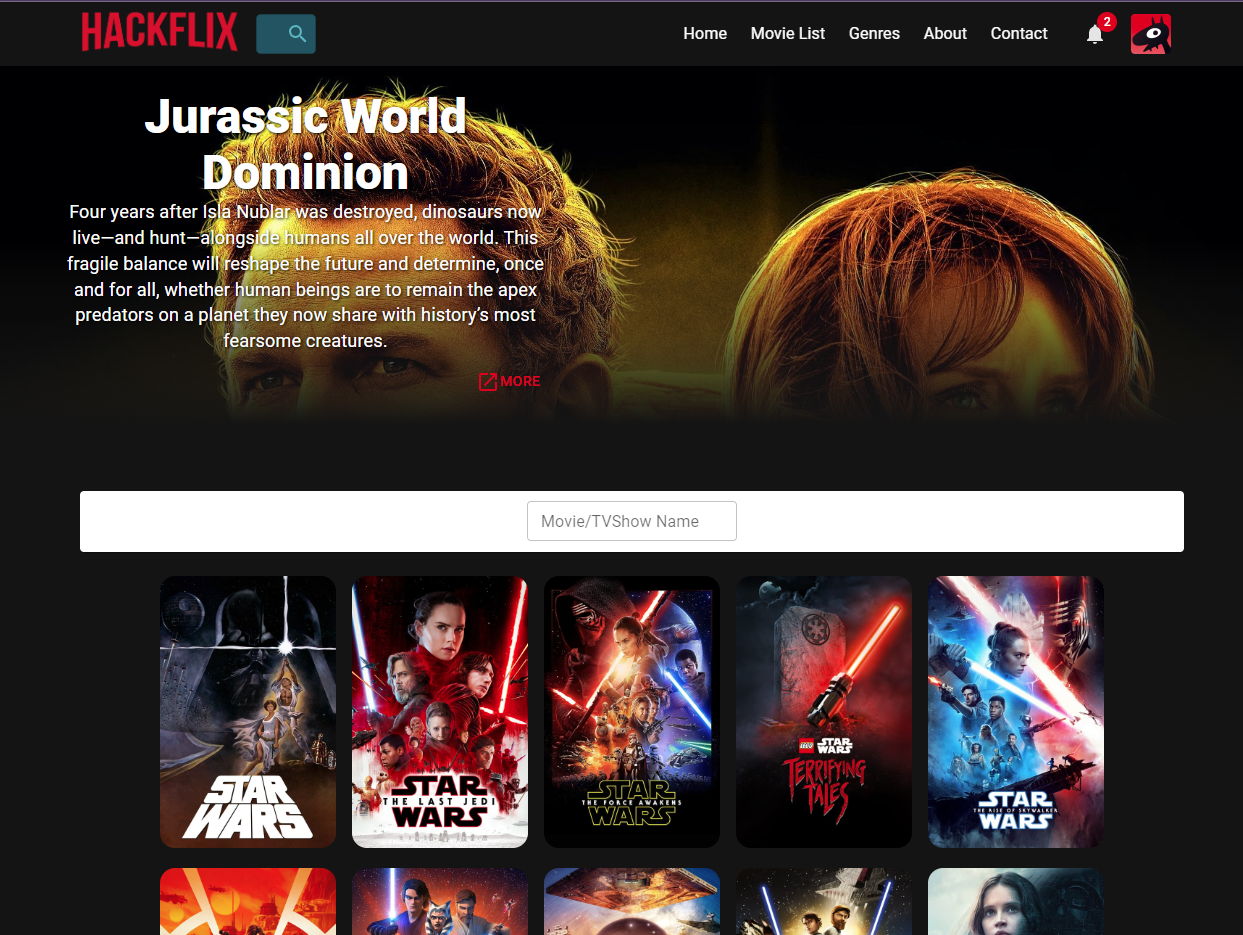 HACKFLIX
Home Movie List Genres About Contact
2
Jurassic World
Dominion
Four years after Isla Nublar was destroyed, dinosaurs now
live—and hunt—alongside humans all over the world. This
fragile balance will reshape the future and determine, once
and for all, whether human beings are to remain the apex
predators on a planet they now share with history’s most
fearsome creatures.
MORE
Movie/TVShow Name
STAR
WARS
STAR
THE LAST JEDI
WARS
STAR
THE FORCE AWAKENS
WARS
LEGO STAR
WARS
TERRIFYING
TALES
STAR
THE RISE OF SKYWALKER
WARS